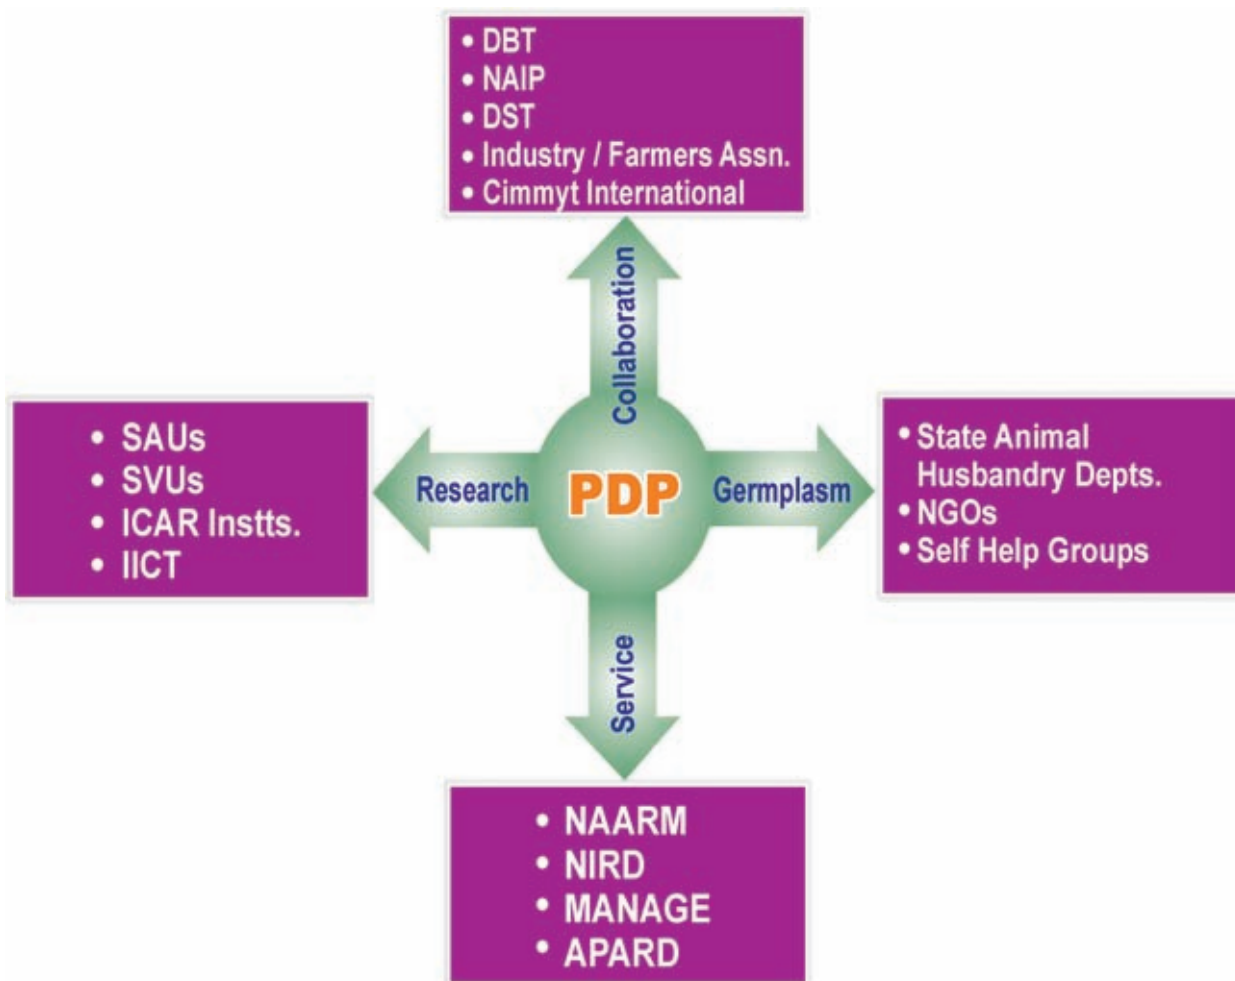 • DBT
• NAIP
• DST
• Industry / Farmers Assn.
• Cimmyt International
Collaboration
• SAUs
• SVUs
• ICAR Instts.
• IICT
Research
PDP
Germplasm
• State Animal
Husbandry Depts.
• NGOs
• Self Help Groups
Service
• NAARM
• NIRD
• MANAGE
• APARD